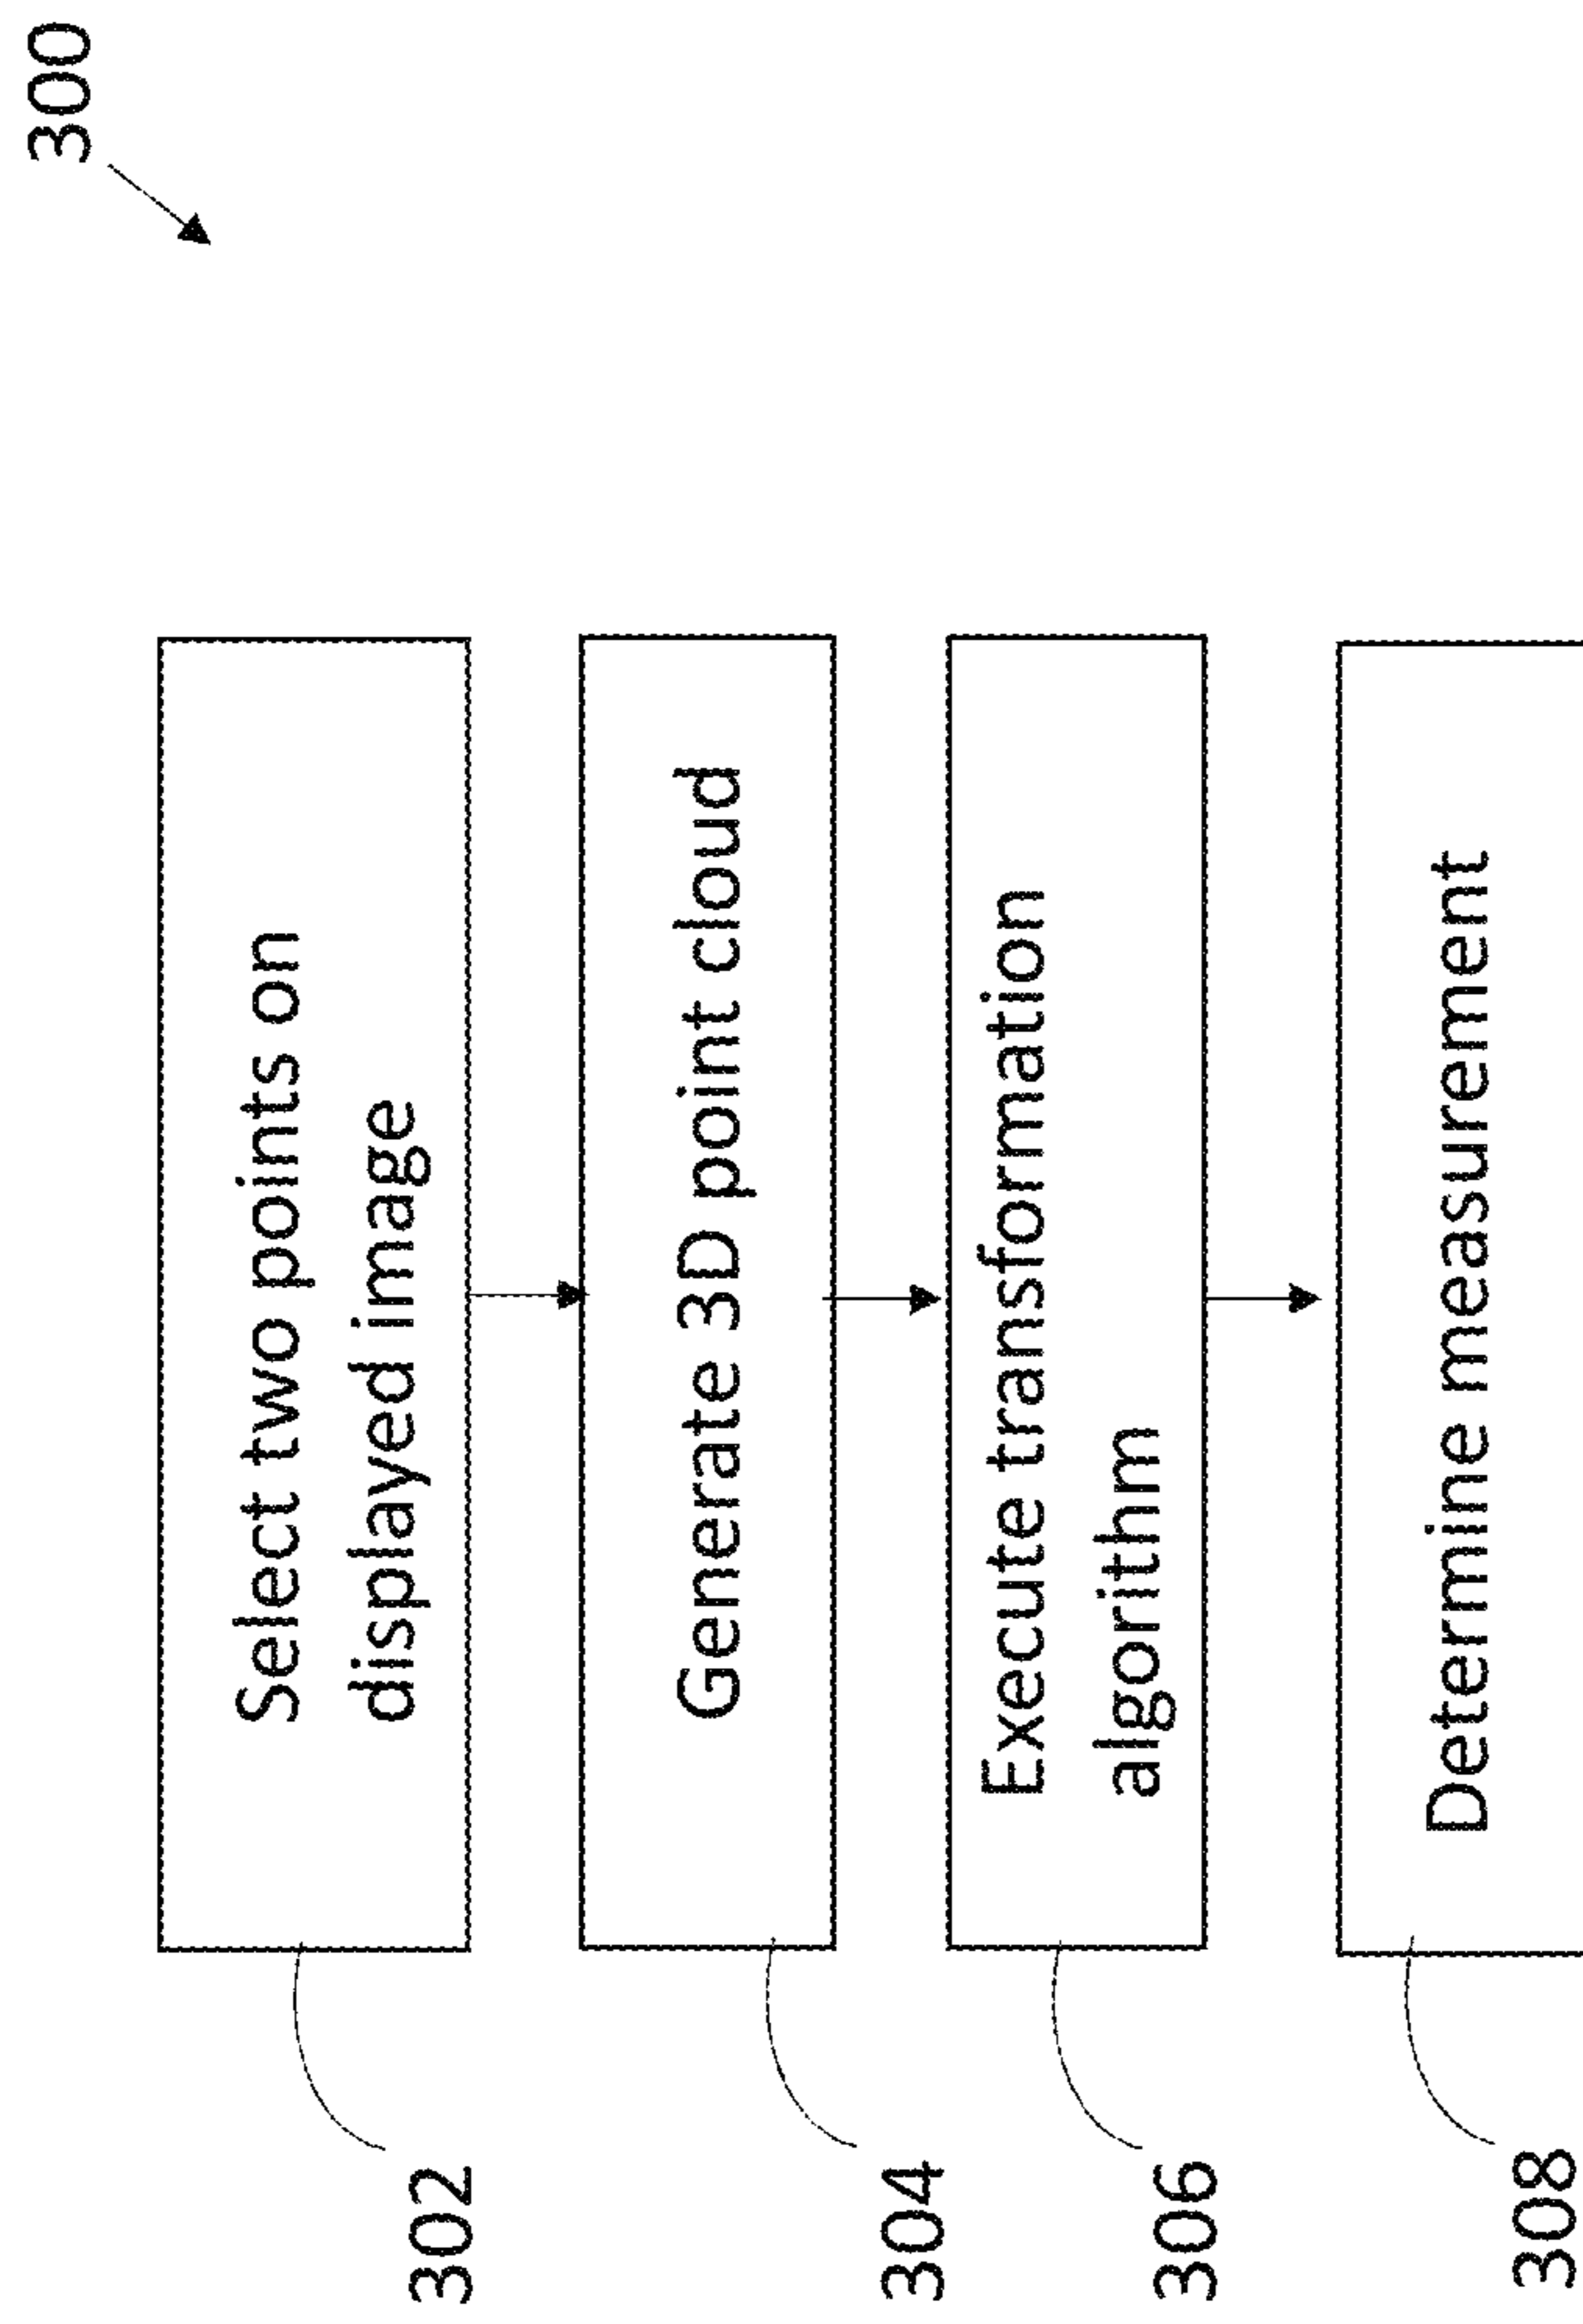 300
302
Select two points on
displayed image
304
Generate 3D point cloud
306
Execute transformation
algorithm
308
Determine measurement